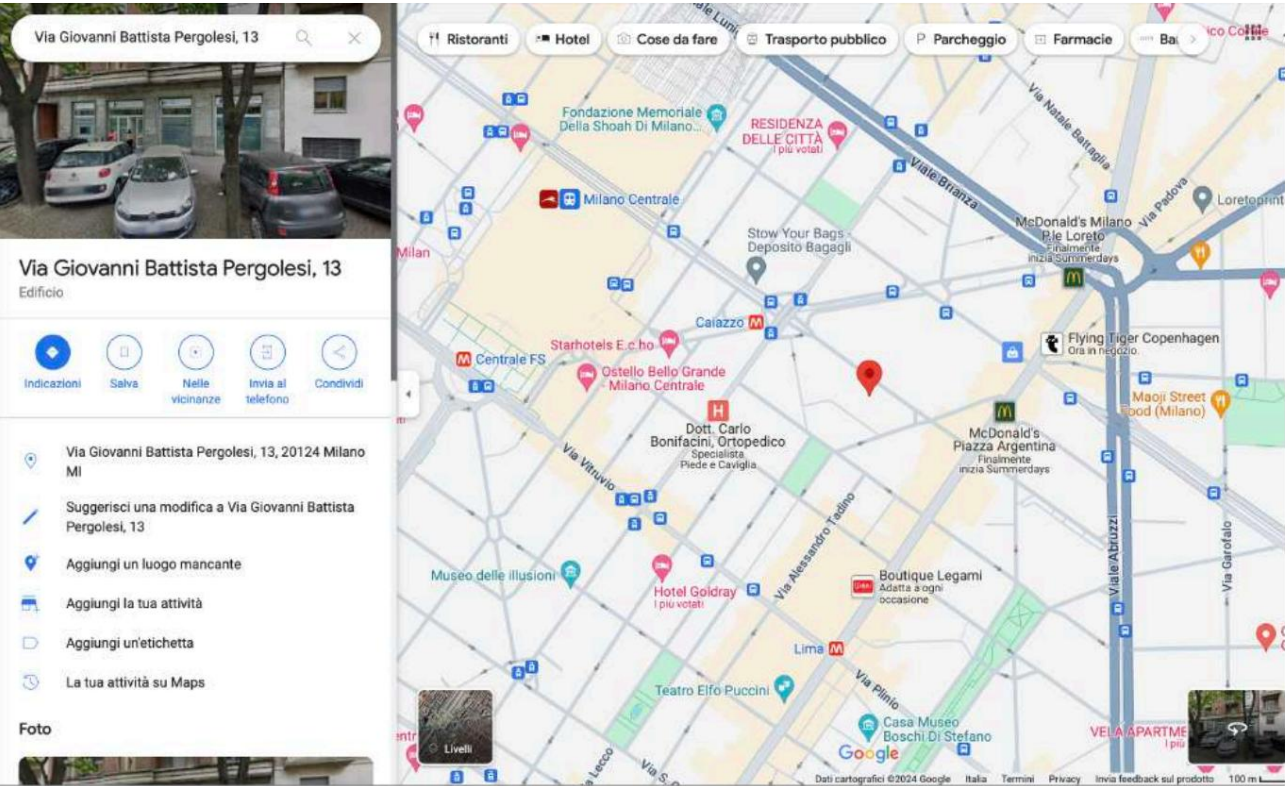 Via Giovanni Battista Pergolesi, 13
Via Giovanni Battista Pergolesi, 13
Edificio
Indicazioni
Salva
Nelle
vicinanze
Invia al
telefono
Condividi
Via Giovanni Battista Pergolesi, 13, 20124 Milano
MI
Suggerisci una modifica a Via Giovanni Battista
Pergolesi, 13
Aggiungi un luogo mancante
Aggiungi la tua attività
Aggiungi un'etichetta
La tua attività su Maps
Foto
Ristoranti
Hotel
Cose da fare
Trasporto pubblico
P Parcheggio
Farmacie
Fondazione Memoriale
Della Shoah Di Milano...
RESIDENZA
DELLE CITTÀ
I più votati
Via Natale Battaglia
Viale Brianza
Via Padova
Milano Centrale
Milan
Stow Your Bags -
Deposito Bagagli
McDonald's Milano
P.le Loreto
Finalmente
inizia Summerdays
Loretoprint
Caiazzo M
Starhotels E.c.ho
M Centrale FS
Ostello Bello Grande
- Milano Centrale
Flying Tiger Copenhagen
Ora in negozio.
H
Dott. Carlo
Bonifacini, Ortopedico
Specialista
Piede e Caviglia
McDonald's
Piazza Argentina
Finalmente
inizia Summerdays
Maoji Street
Food (Milano)
Via Vitruvio
Via Alessandro Tadino
Viale Abruzzi
Via Garofalo
Museo delle illusioni
Hotel Goldray
I più votati
Boutique Legami
Adatta a ogni
occasione
Lima M
Via Plinio
Teatro Elfo Puccini
Casa Museo
Boschi Di Stefano
VELA APARTME
I più
Livelli
Google
Dati cartografici ©2024 Google Italia Termini Privacy Invia feedback sul prodotto 100 m